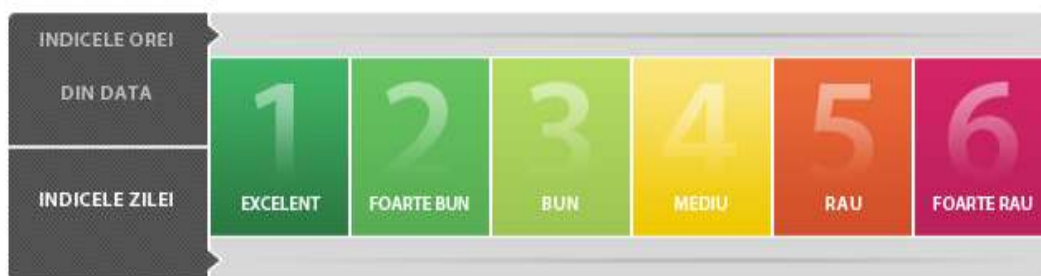 INDICELE OREI
DIN DATA
INDICELE ZILEI
1
EXCELENT
2
FOARTE BUN
3
BUN
4
MEDIU
5
RAU
6
FOARTE RAU